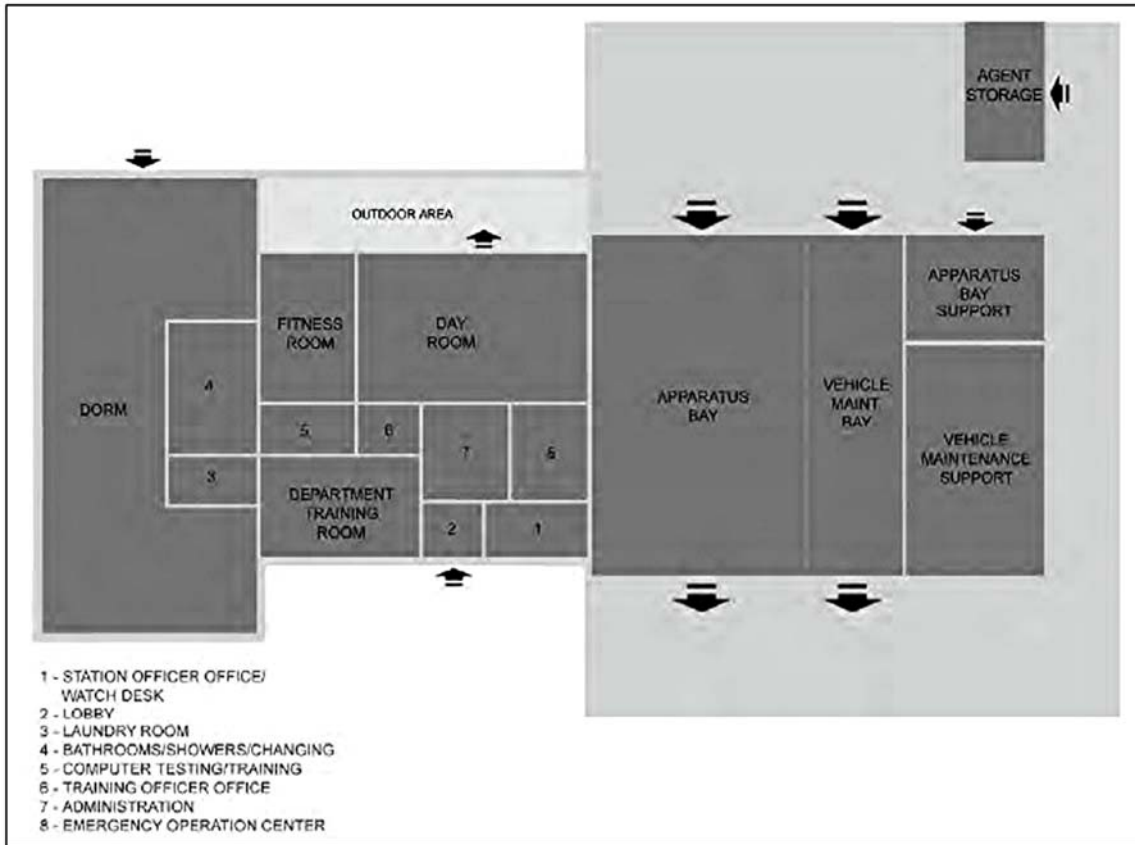 AGENT
STORAGE
OUTDOOR AREA
FITNESS
ROOM
DAY
ROOM
APPARATUS
BAY
SUPPORT
DORM
4
APPARATUS
BAY
VEHICLE
MAINT
BAY
5
6
7
8
VEHICLE
MAINTENANCE
SUPPORT
3
DEPARTMENT
TRAINING
ROOM
2
1
1 - STATION OFFICER OFFICE/
WATCH DESK
2 - LOBBY
3 - LAUNDRY ROOM
4 - BATHROOMS/SHOWERS/CHANGING
5 - COMPUTER TESTING/TRAINING
6 - TRAINING OFFICER OFFICE
7 - ADMINISTRATION
8 - EMERGENCY OPERATION CENTER